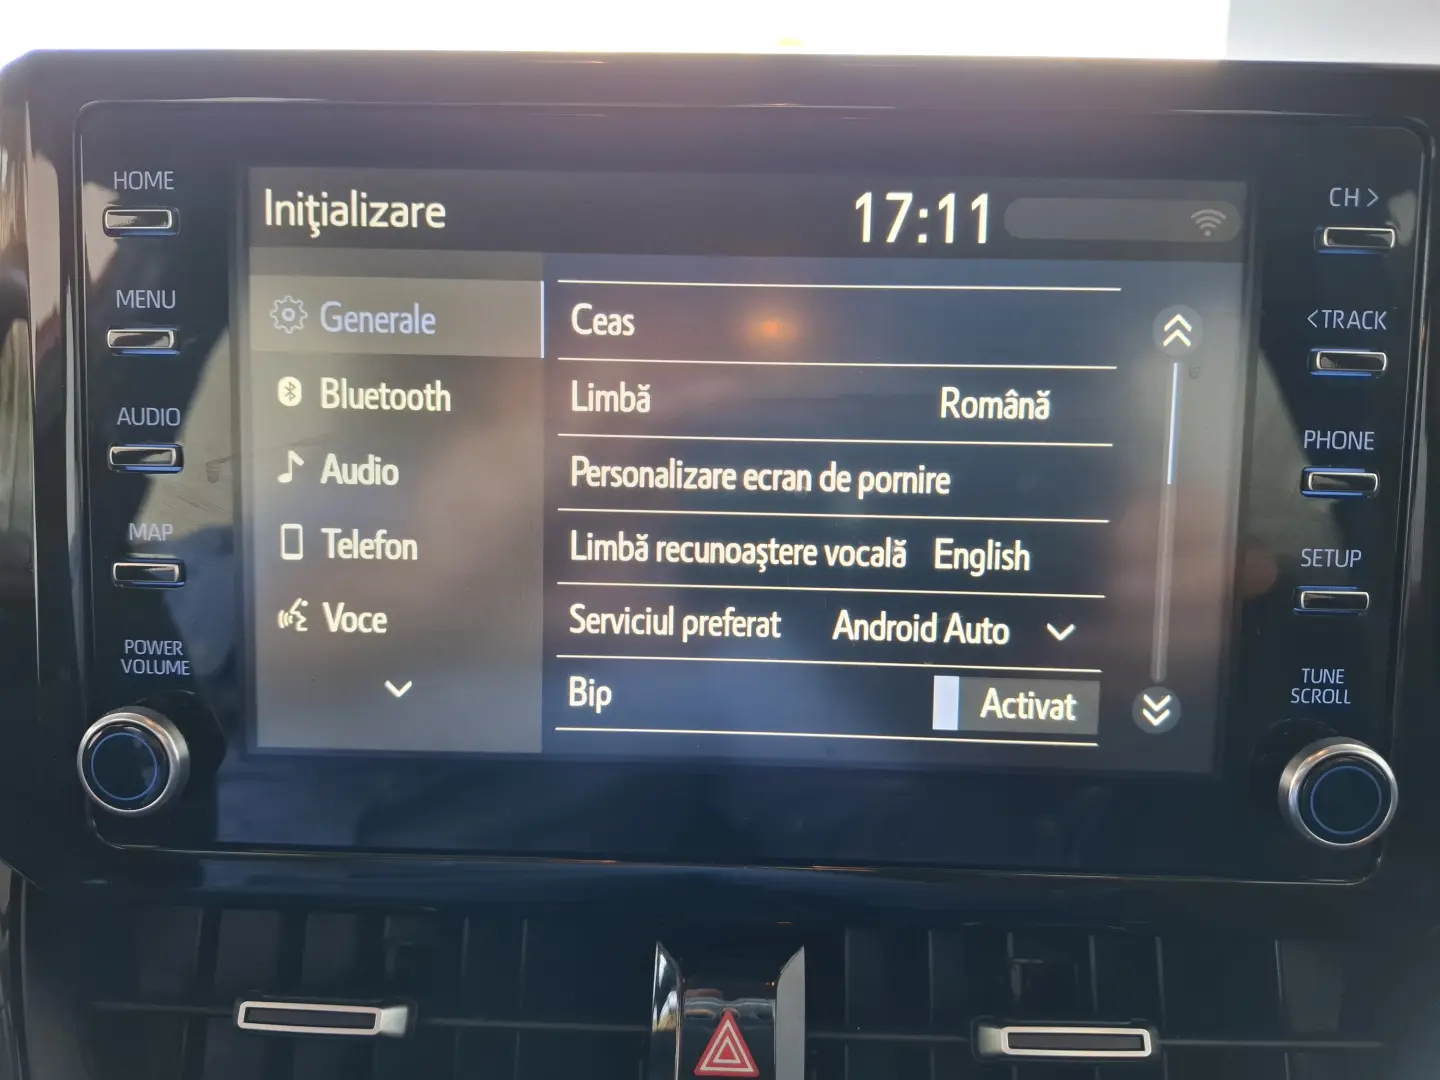 HOME
MENU
AUDIO
MAP
POWER
VOLUME
Iniţializare
17:11
Generale
Bluetooth
Audio
Telefon
Voce
Ceas
Limbă Română
Personalizare ecran de pornire
Limbă recunoaştere vocală English
Serviciul preferat Android Auto
Bip Activat
CH >
<TRACK
PHONE
SETUP
TUNE
SCROLL